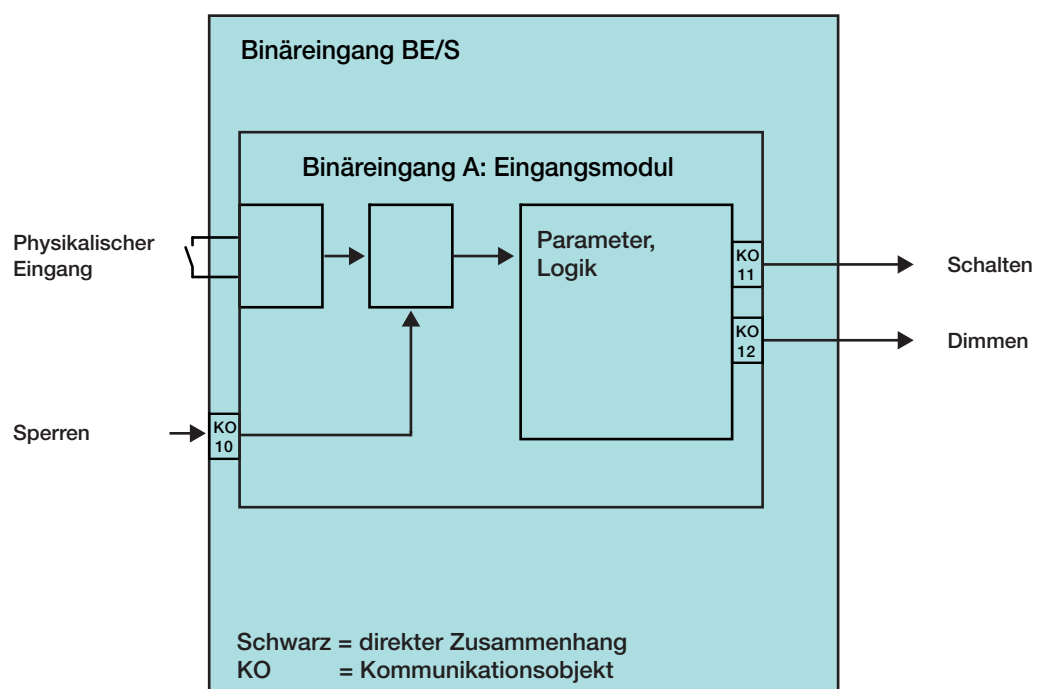 Binäreingang BE/S
Binäreingang A: Eingangsmodul
Physikalischer
Eingang
Parameter,
Logik
KO
11
Schalten
KO
12
Dimmen
Sperren
KO
10
Schwarz = direkter Zusammenhang
KO = Kommunikationsobjekt